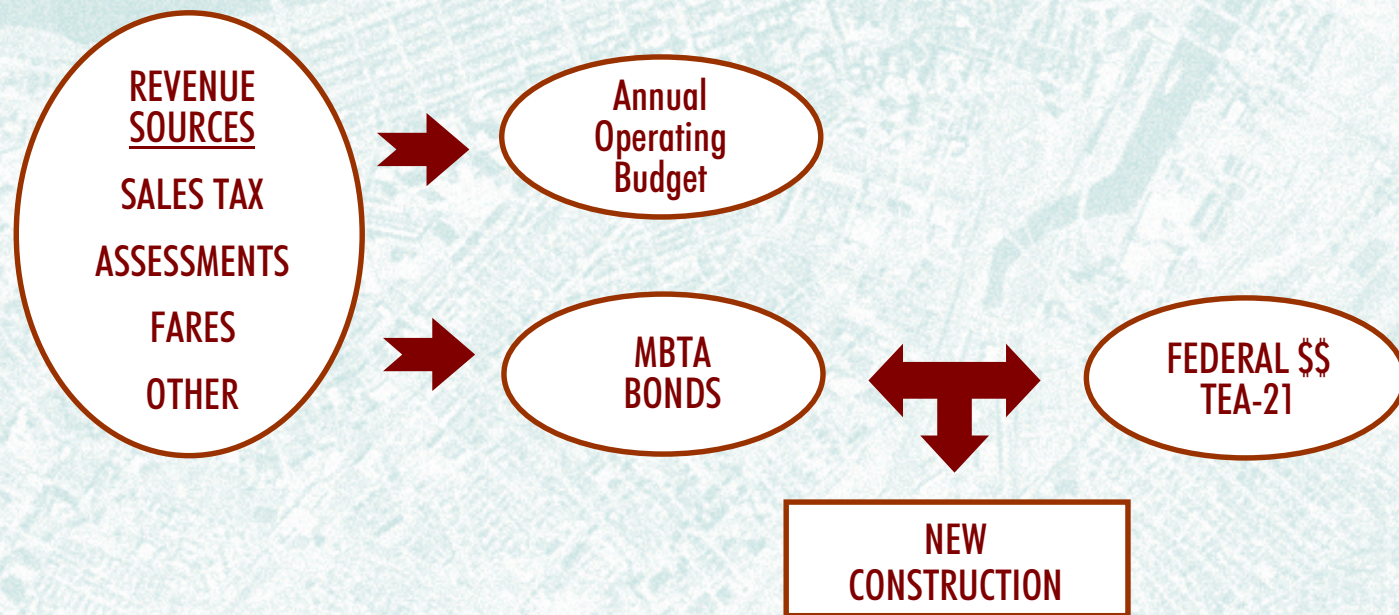 REVENUE
SOURCES
SALES TAX
ASSESSMENTS
FARES
OTHER
Annual
Operating
Budget
MBTA
BONDS
FEDERAL $$
TEA-21
NEW
CONSTRUCTION